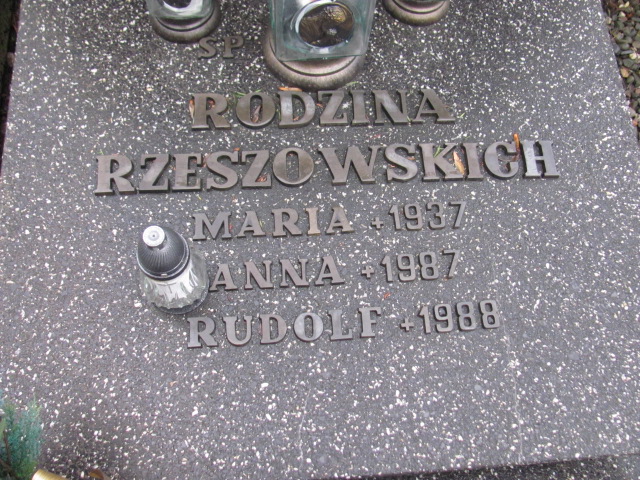 SP
RODZINA
RZESZOWSKICH
MARIA +1937
ANNA +1987
RUDOLF +1988